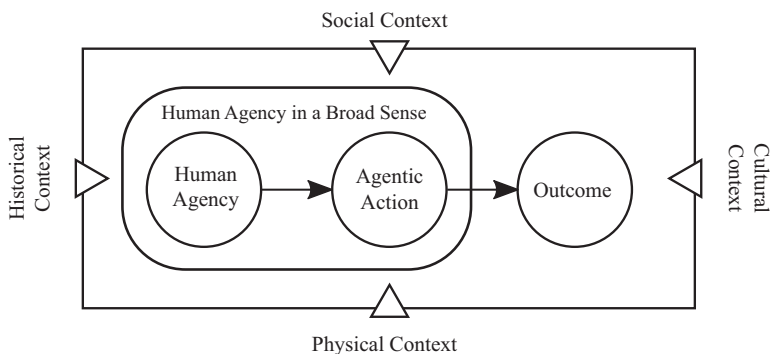 Social Context
Human Agency in a Broad Sense
Historical
Context
Human
Agency
Agentic
Action
Outcome
Cultural
Context
Physical Context